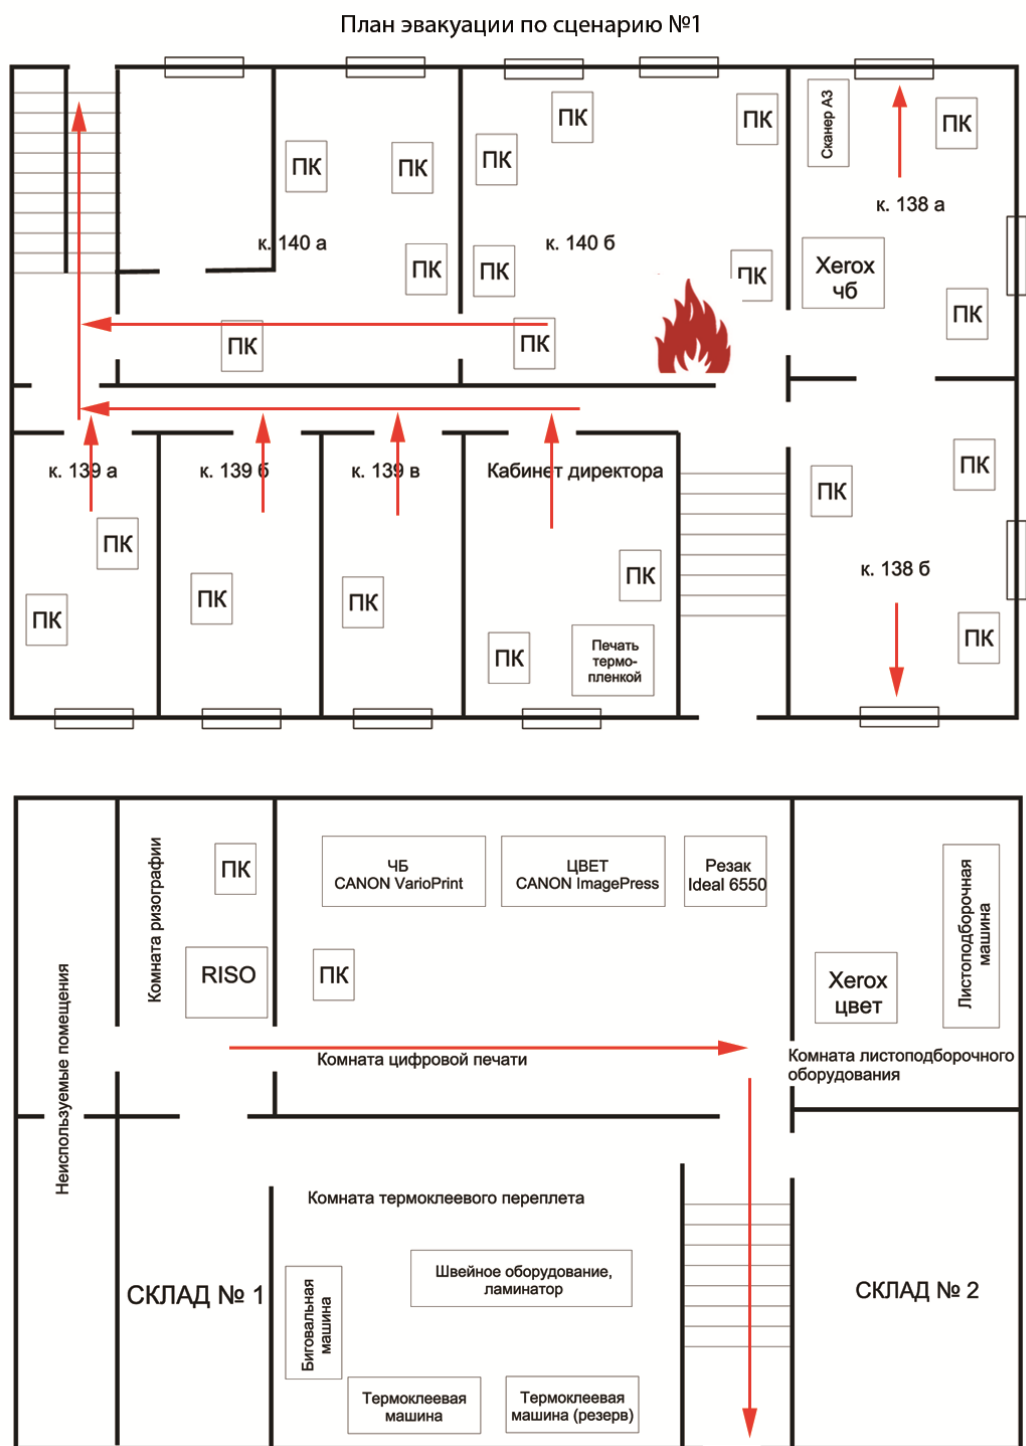 План эвакуации по сценарию №1
ПК
ПК
Сканер А3
ПК
ПК
ПК
ПК
к. 138 а
к. 140 а
к. 140 б
ПК
ПК
ПК
Xerox
чб
ПК
ПК
ПК
к. 139 а
к. 139 б
к. 139 в
Кабинет директора
ПК
ПК
ПК
к. 138 б
ПК
ПК
ПК
ПК
ПК
ПК
ПК
Печать
термо-
пленкой
Комната ризографии
ПК
ЧБ
CANON VarioPrint
ЦВЕТ
CANON ImagePress
Резак
Ideal 6550
Листоподборочная
машина
RISO
ПК
Xerox
цвет
Неиспользуемые помещения
Комната цифровой печати
Комната листоподборочного
оборудования
Комната термоклеевого переплета
СКЛАД № 1
Биговальная
машина
Швейное оборудование,
ламинатор
СКЛАД № 2
Термоклеевая
машина
Термоклеевая
машина (резерв)